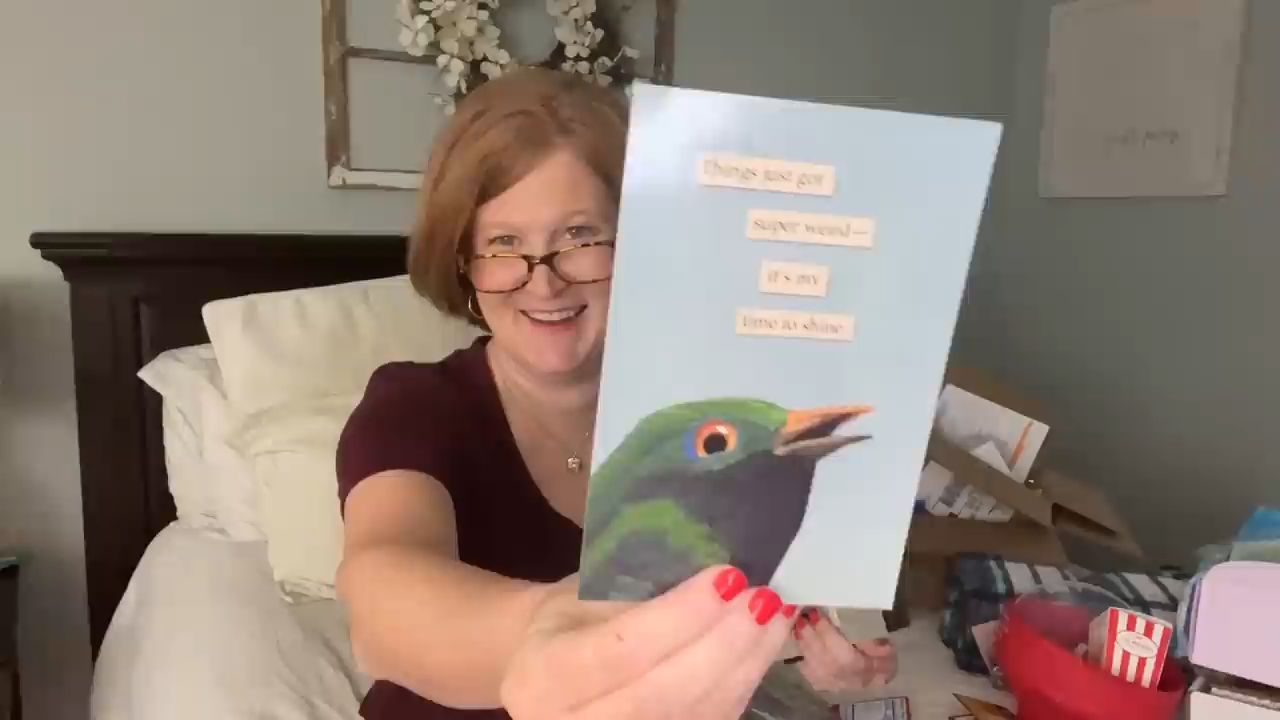 Things just got
super weird—
it's my
time to shine.